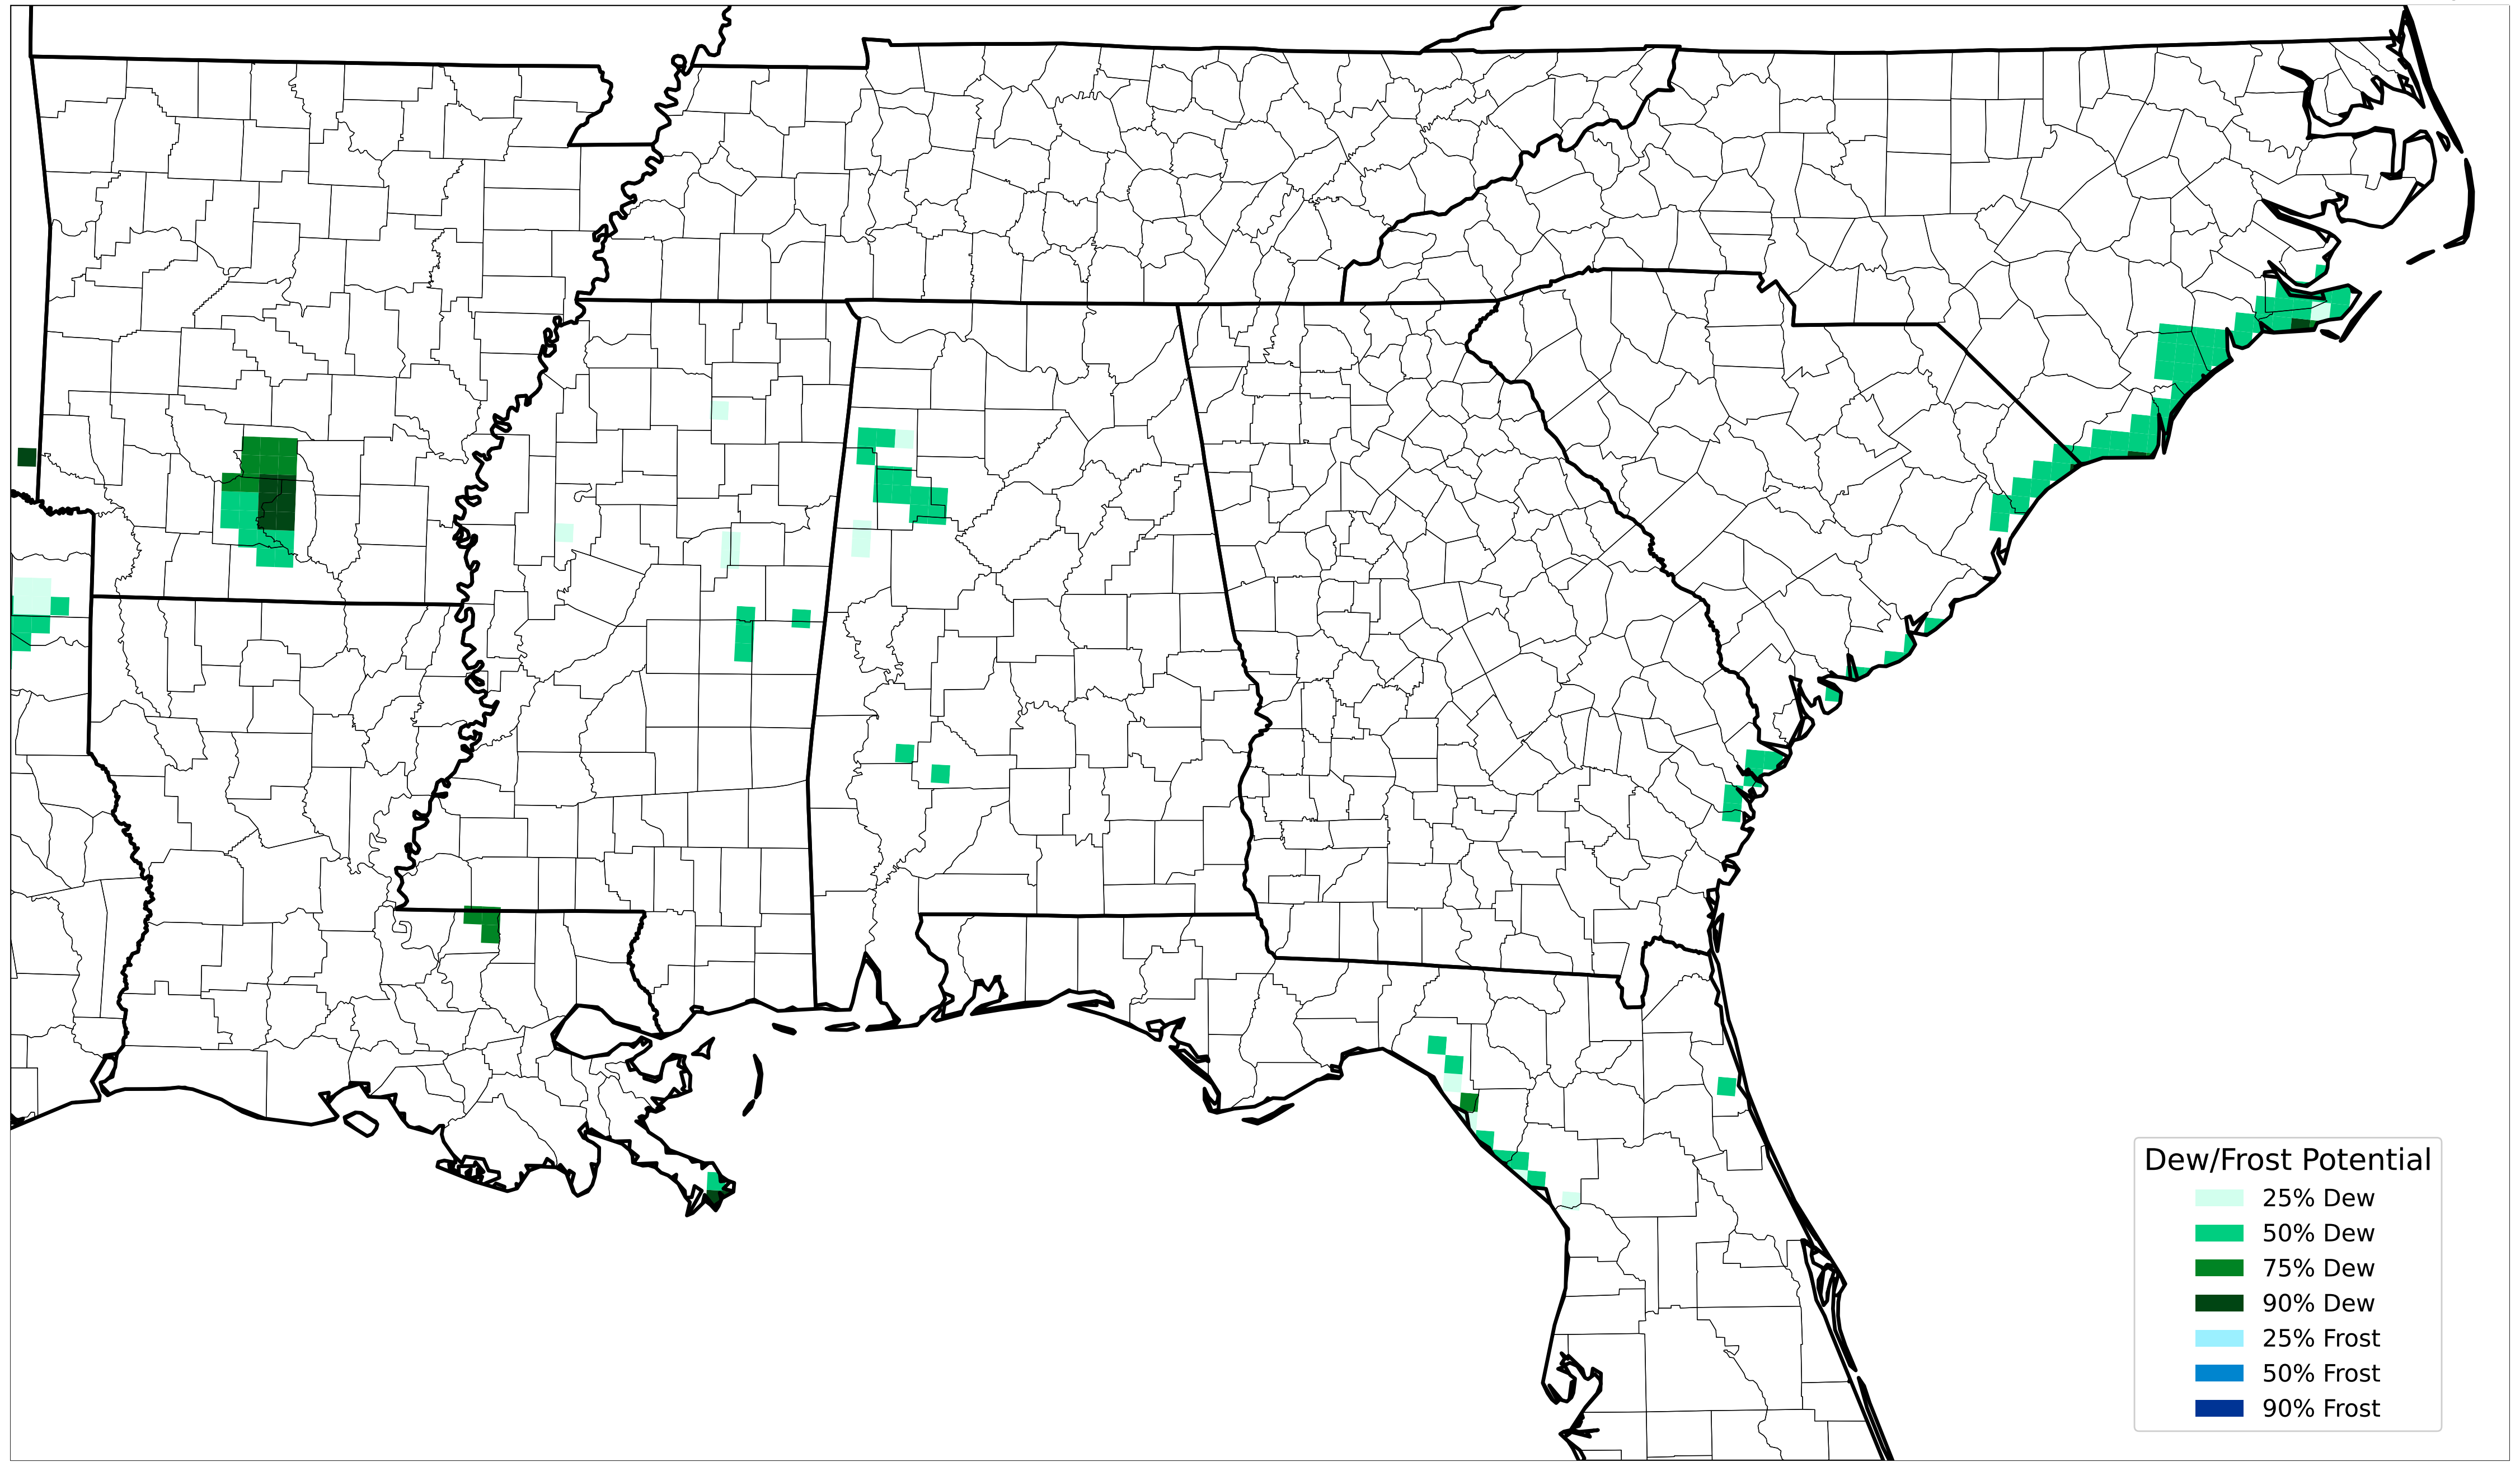 Dew/Frost Potential
25% Dew
50% Dew
75% Dew
90% Dew
25% Frost
50% Frost
90% Frost